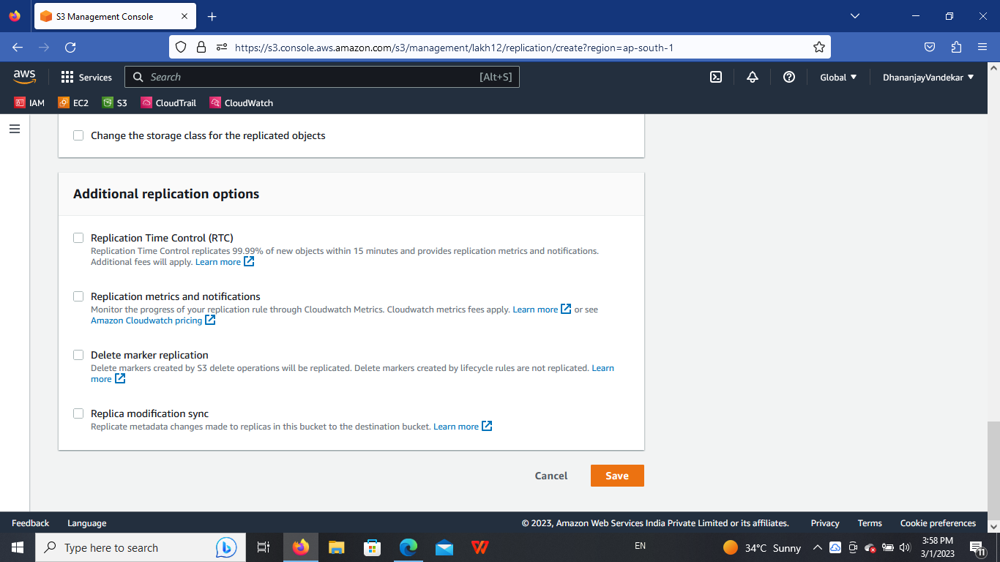 S3 Management Console
https://s3.console.aws.amazon.com/s3/management/lakh12/replication/create?region=ap-south-1
aws
Services
Search
[Alt+S]
Global
DhananjayVandekar
IAM
EC2
S3
CloudTrail
CloudWatch
Change the storage class for the replicated objects
Additional replication options
Replication Time Control (RTC)
Replication Time Control replicates 99.99% of new objects within 15 minutes and provides replication metrics and notifications.
Additional fees will apply. Learn more
Replication metrics and notifications
Monitor the progress of your replication rule through Cloudwatch Metrics. Cloudwatch metrics fees apply. Learn more or see
Amazon Cloudwatch pricing
Delete marker replication
Delete markers created by S3 delete operations will be replicated. Delete markers created by lifecycle rules are not replicated. Learn
more
Replica modification sync
Replicate metadata changes made to replicas in this bucket to the destination bucket. Learn more
Cancel
Save
Feedback
Language
© 2023, Amazon Web Services India Private Limited or its affiliates.
Privacy
Terms
Cookie preferences
Type here to search
EN
34°C Sunny
3:58 PM
3/1/2023
11